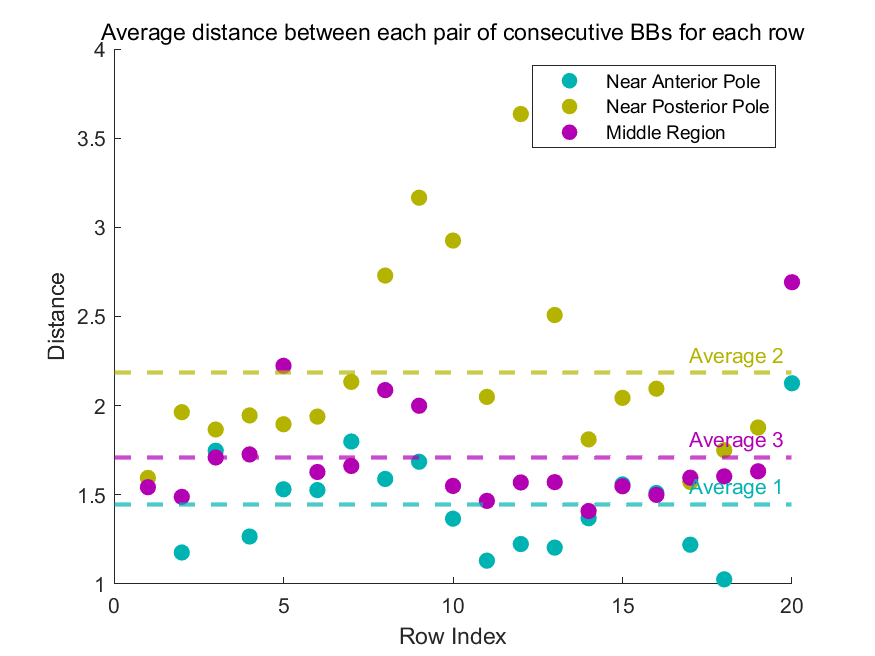 Average distance between each pair of consecutive BBs for each row
4
3.5
3
2.5
2
1.5
1
Distance
Near Anterior Pole
Near Posterior Pole
Middle Region
Average 2
Average 3
Average 1
0
5
10
15
20
Row Index